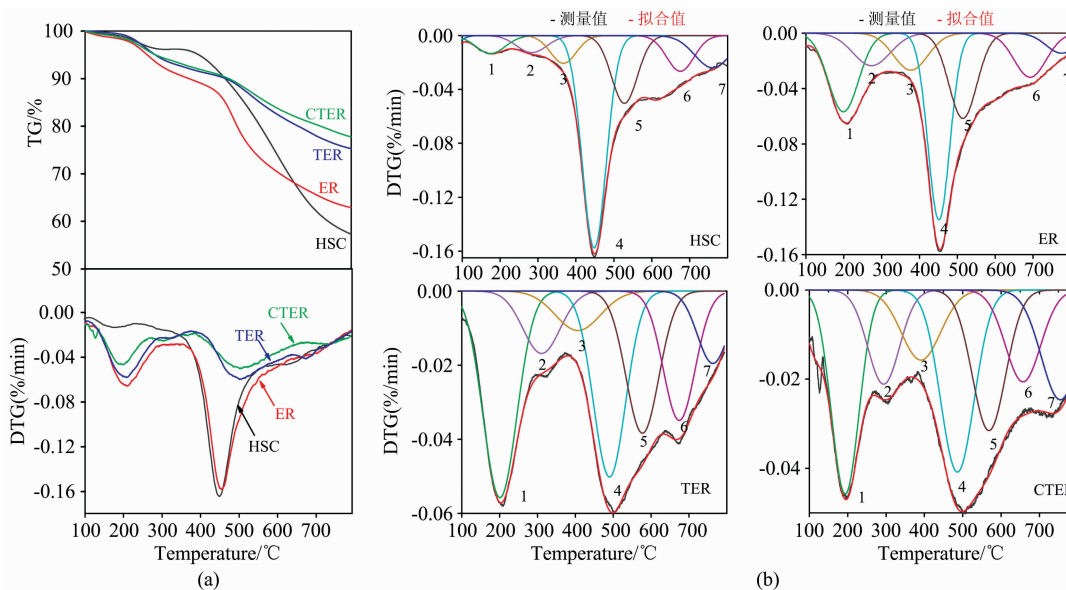 TG/%
100
90
80
70
60
50
CTER
TER
ER
HSC
DTG(%/min)
0.00
-0.04
-0.08
-0.12
-0.16
CTER
TER
ER
HSC
100 200 300 400 500 600 700
Temperature/℃
(a)
- 测量值 - 拟合值
DTG(%/min)
0.00
-0.04
-0.08
-0.12
-0.16
1 2 3 4 5 6 7
HSC
100 200 300 400 500 600 700
- 测量值 - 拟合值
0.00
-0.04
-0.08
-0.12
-0.16
1 2 3 4 5 6
ER
100 200 300 400 500 600 700
DTG(%/min)
0.00
-0.02
-0.04
-0.06
1 2 3 4 5 6 7
TER
100 200 300 400 500 600 700
Temperature/℃
0.00
-0.02
-0.04
1 2 3 4 5 6 7
CTER
100 200 300 400 500 600 700
Temperature/℃
(b)